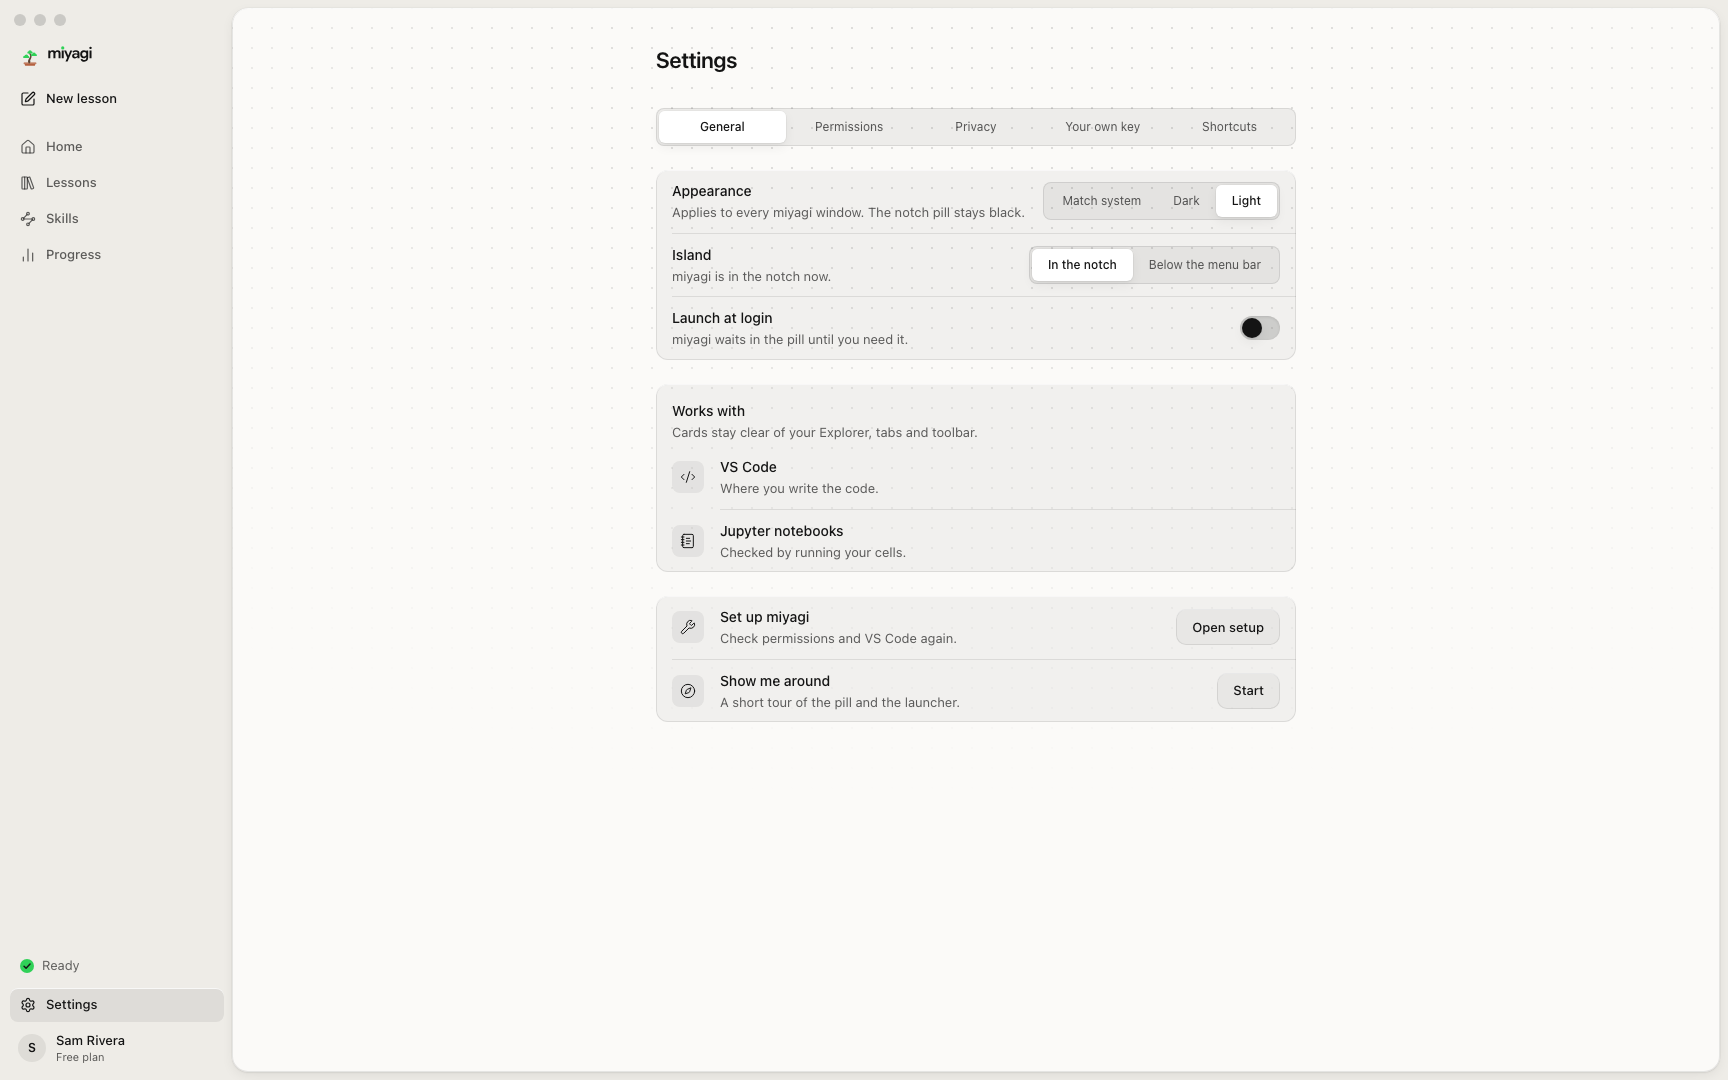 miyagi
New lesson
Home
Lessons
Skills
Progress
Ready
Settings
S
Sam Rivera
Free plan
Settings
General
Permissions
Privacy
Your own key
Shortcuts
Appearance
Applies to every miyagi window. The notch pill stays black.
Match system
Dark
Light
Island
miyagi is in the notch now.
In the notch
Below the menu bar
Launch at login
miyagi waits in the pill until you need it.
Works with
Cards stay clear of your Explorer, tabs and toolbar.
VS Code
Where you write the code.
Jupyter notebooks
Checked by running your cells.
Set up miyagi
Check permissions and VS Code again.
Open setup
Show me around
A short tour of the pill and the launcher.
Start